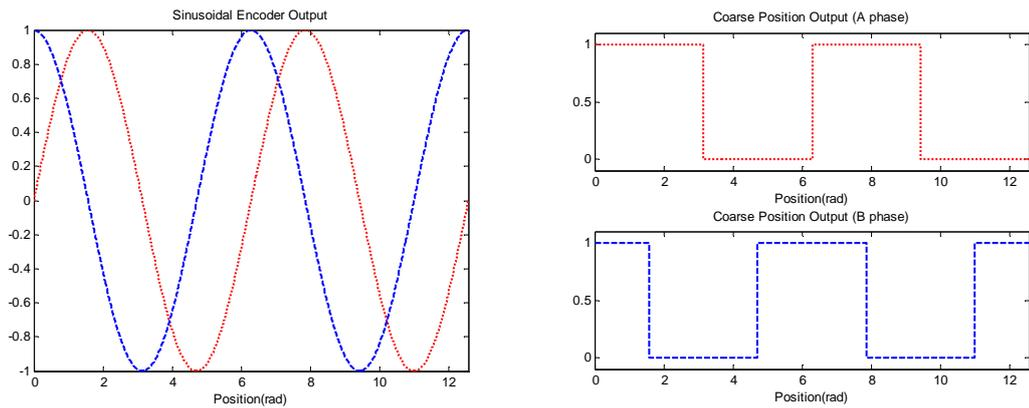 Sinusoidal Encoder Output
1
0.8
0.6
0.4
0.2
0
-0.2
-0.4
-0.6
-0.8
-1
0 2 4 6 8 10 12
Position(rad)
Coarse Position Output (A phase)
1
0.5
0
0 2 4 6 8 10 12
Position(rad)
Coarse Position Output (B phase)
1
0.5
0
0 2 4 6 8 10 12
Position(rad)